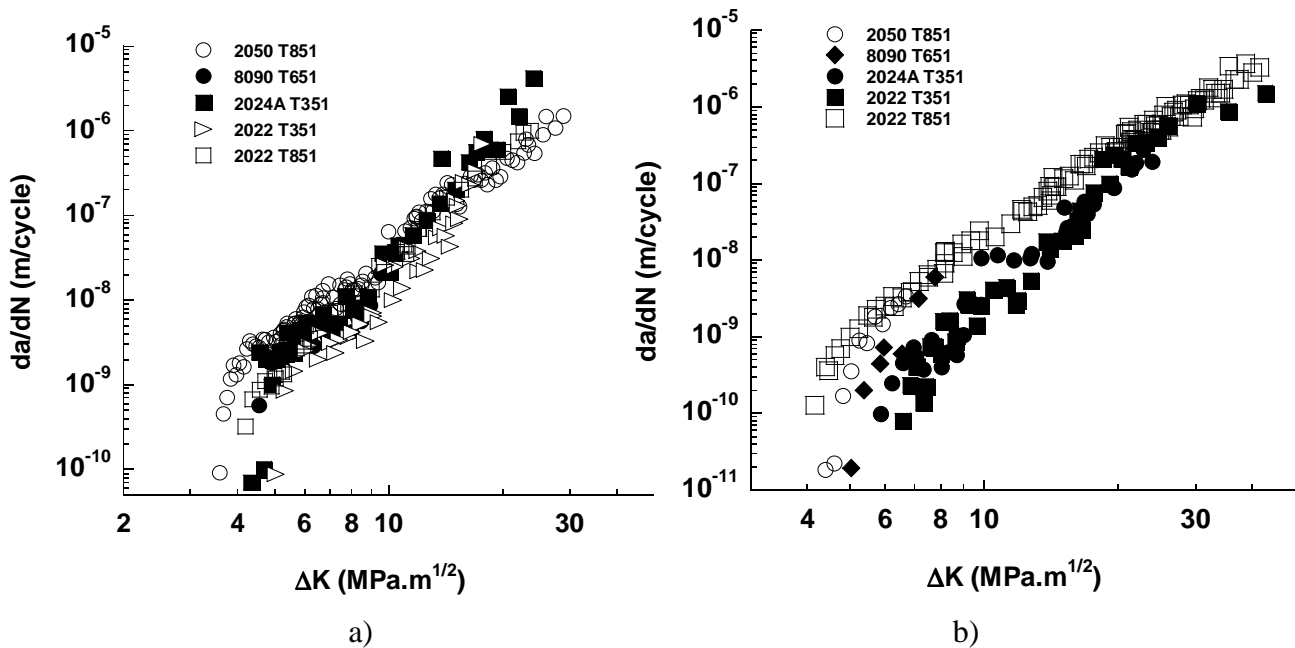 10^-5
10^-6
10^-7
10^-8
10^-9
10^-10
da/dN (m/cycle)
2050 T851
8090 T651
2024A T351
2022 T351
2022 T851
2 4 6 8 10 30
ΔK (MPa.m^1/2)
a)
10^-5
10^-6
10^-7
10^-8
10^-9
10^-10
10^-11
da/dN (m/cycle)
2050 T851
8090 T651
2024A T351
2022 T351
2022 T851
4 6 8 10 30
ΔK (MPa.m^1/2)
b)